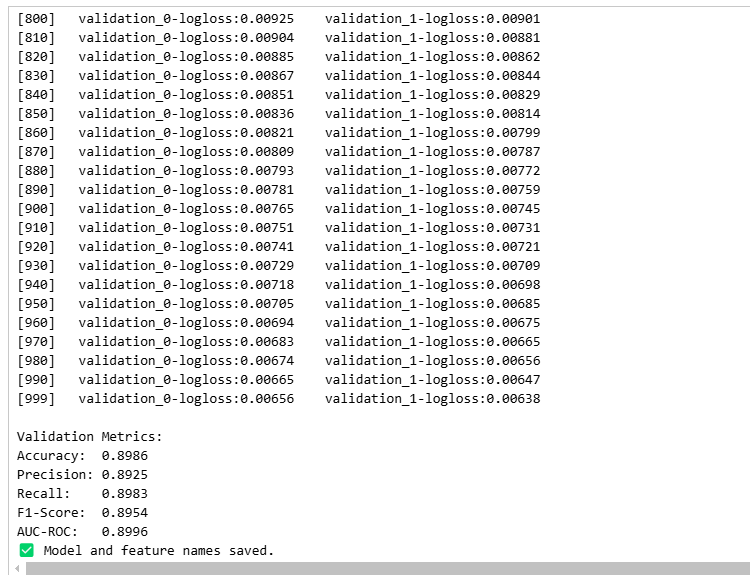 [800] validation_0-logloss:0.00925 validation_1-logloss:0.00901
[810] validation_0-logloss:0.00904 validation_1-logloss:0.00881
[820] validation_0-logloss:0.00885 validation_1-logloss:0.00862
[830] validation_0-logloss:0.00867 validation_1-logloss:0.00844
[840] validation_0-logloss:0.00851 validation_1-logloss:0.00829
[850] validation_0-logloss:0.00836 validation_1-logloss:0.00814
[860] validation_0-logloss:0.00821 validation_1-logloss:0.00799
[870] validation_0-logloss:0.00809 validation_1-logloss:0.00787
[880] validation_0-logloss:0.00793 validation_1-logloss:0.00772
[890] validation_0-logloss:0.00781 validation_1-logloss:0.00759
[900] validation_0-logloss:0.00765 validation_1-logloss:0.00745
[910] validation_0-logloss:0.00751 validation_1-logloss:0.00731
[920] validation_0-logloss:0.00741 validation_1-logloss:0.00721
[930] validation_0-logloss:0.00729 validation_1-logloss:0.00709
[940] validation_0-logloss:0.00718 validation_1-logloss:0.00698
[950] validation_0-logloss:0.00705 validation_1-logloss:0.00685
[960] validation_0-logloss:0.00694 validation_1-logloss:0.00675
[970] validation_0-logloss:0.00683 validation_1-logloss:0.00665
[980] validation_0-logloss:0.00674 validation_1-logloss:0.00656
[990] validation_0-logloss:0.00665 validation_1-logloss:0.00647
[999] validation_0-logloss:0.00656 validation_1-logloss:0.00638
Validation Metrics:
Accuracy: 0.8986
Precision: 0.8925
Recall: 0.8983
F1-Score: 0.8954
AUC-ROC: 0.8996
✅ Model and feature names saved.